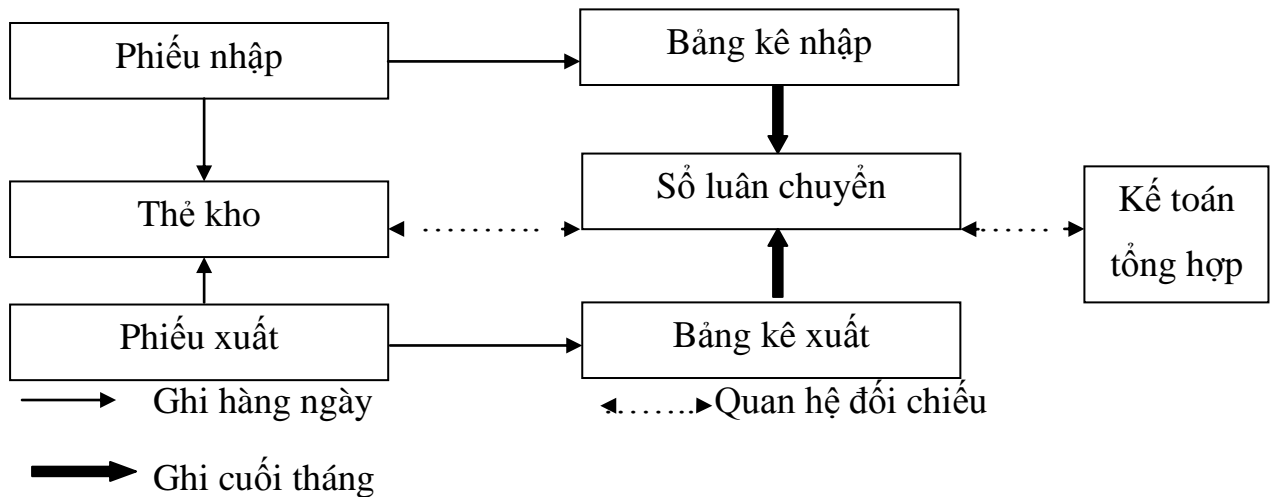 Phiếu nhập
Bảng kê nhập
Thẻ kho
Sổ luân chuyển
Kế toán
tổng hợp
Phiếu xuất
Bảng kê xuất
Ghi hàng ngày
Quan hệ đối chiếu
Ghi cuối tháng